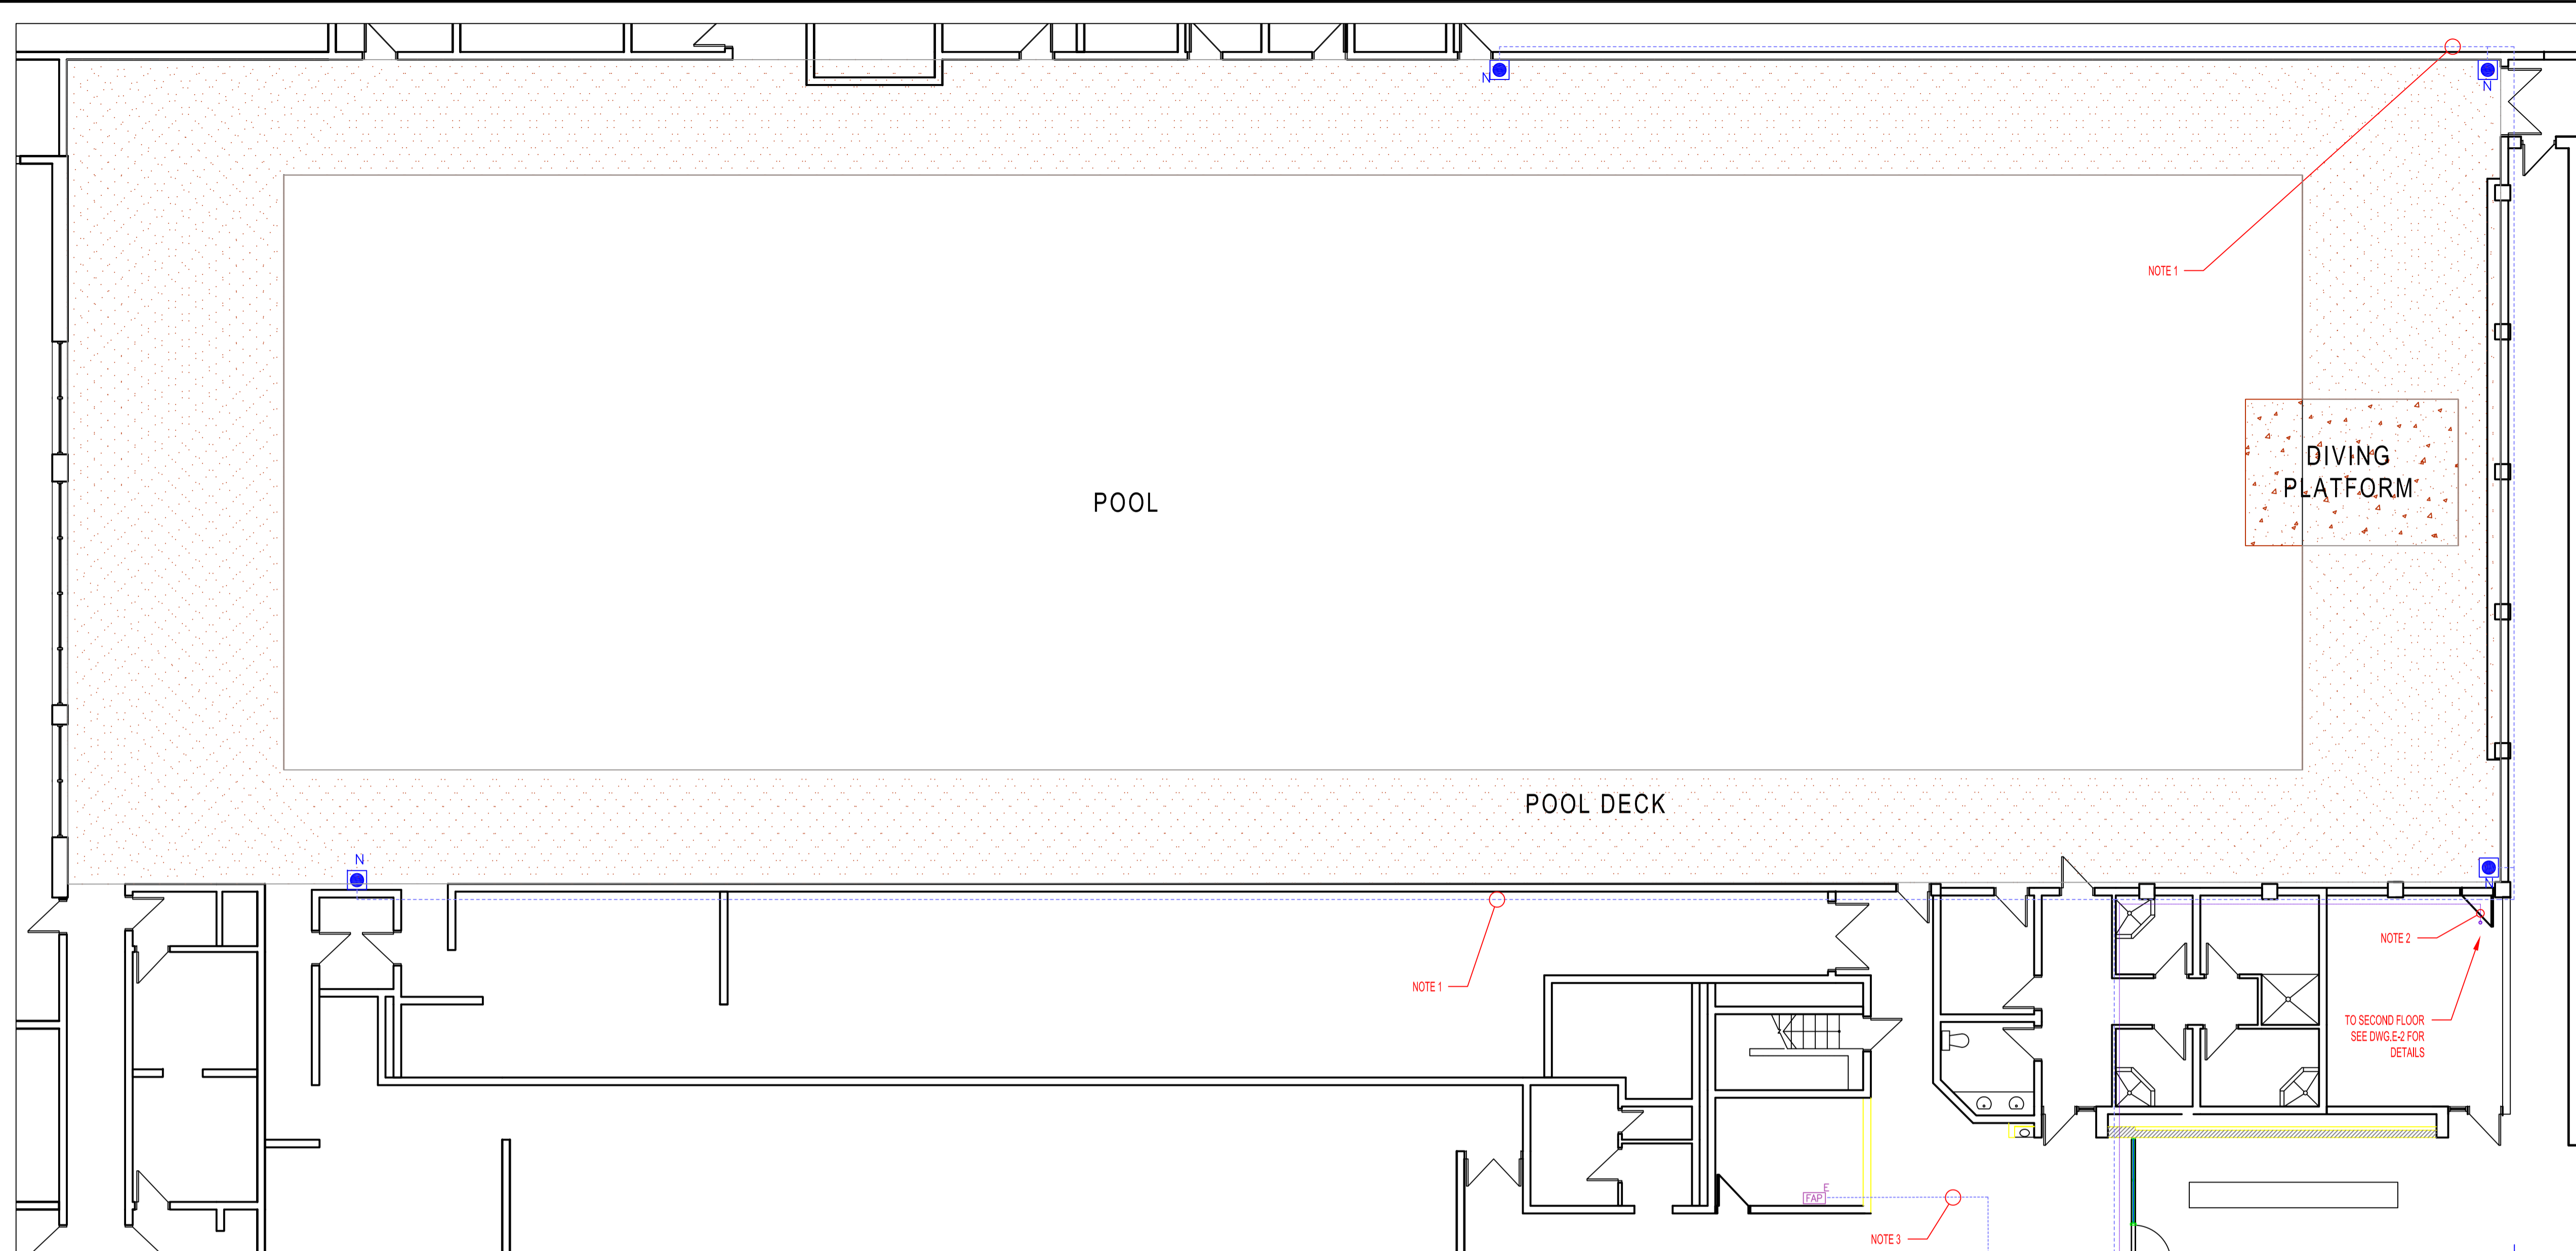 N
N
NOTE 1
DIVING
PLATFORM
POOL
POOL DECK
N
N
NOTE 2
NOTE 1
TO SECOND FLOOR
SEE DWG.E-2 FOR
DETAILS
E
FAP
NOTE 3